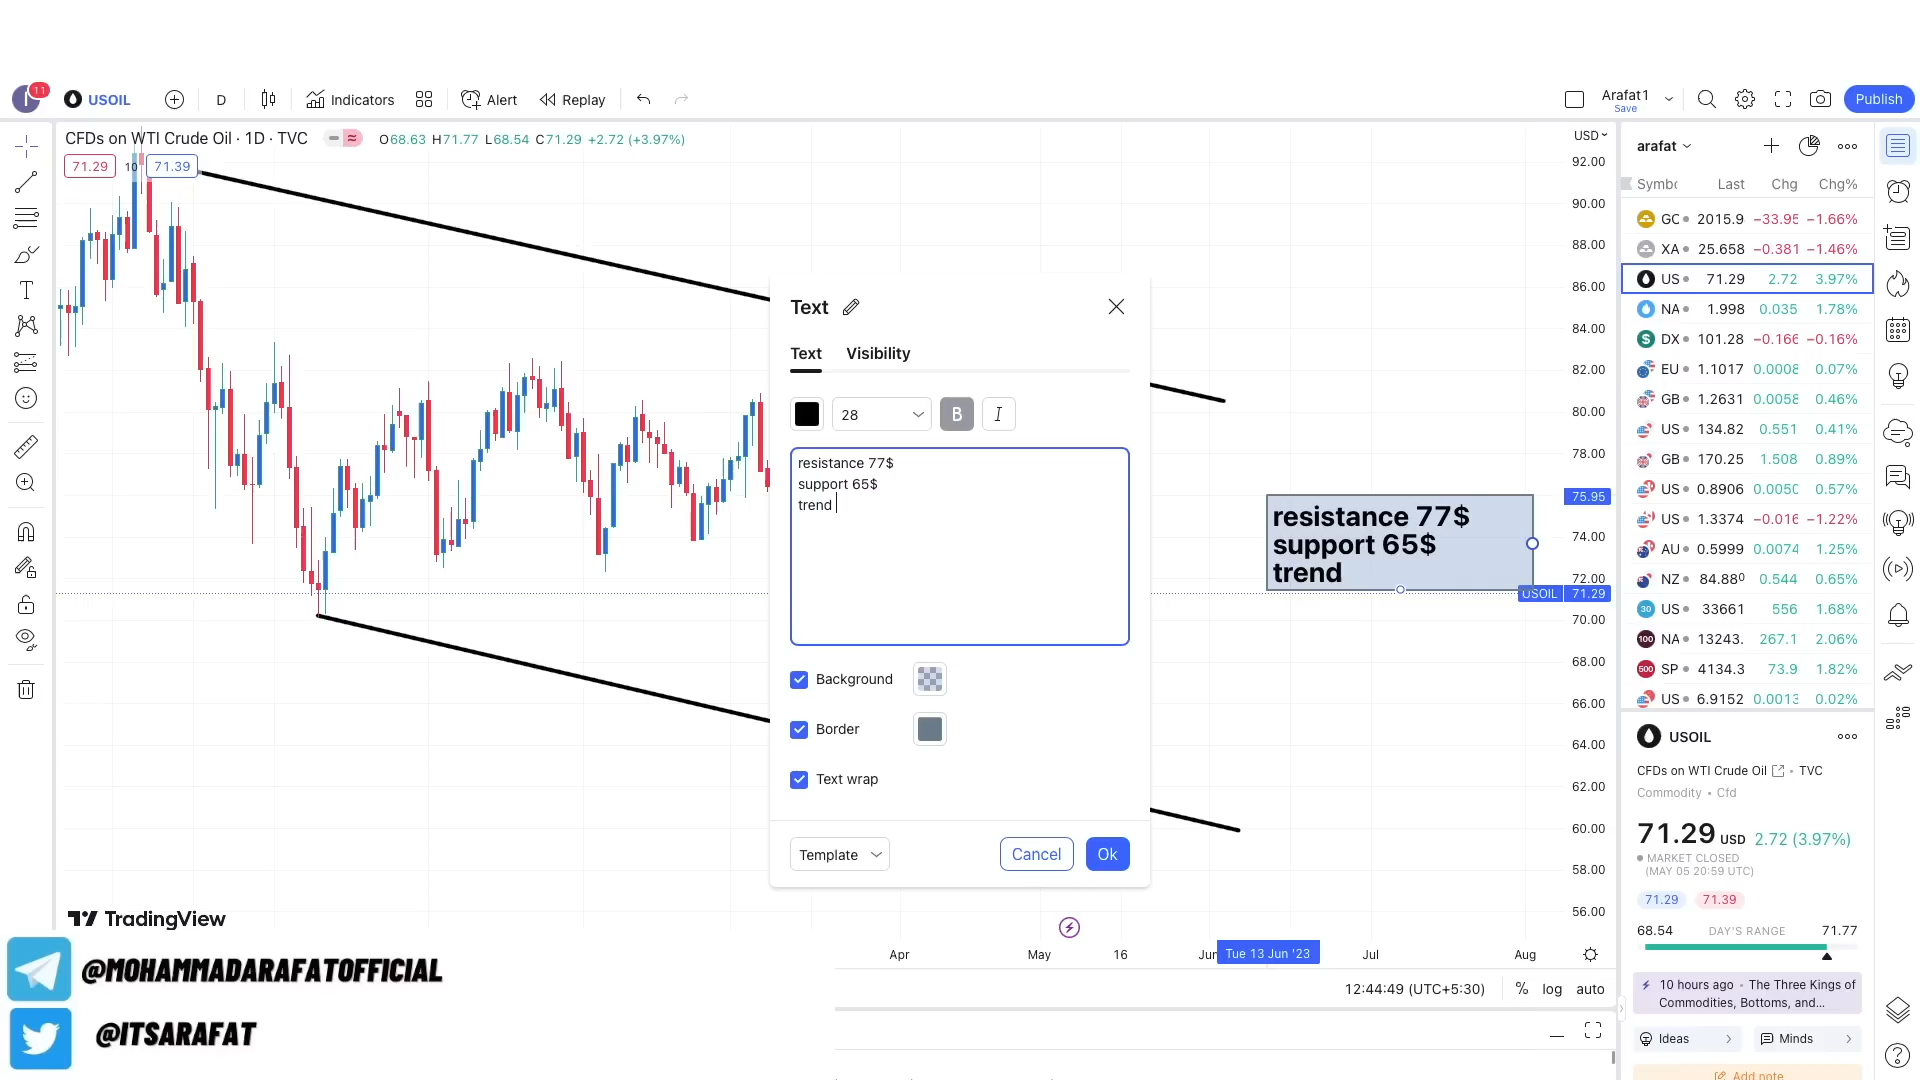 11
USOIL
D
Indicators
Alert
Replay
Arafat1
Save
Publish
CFDs on WTI Crude Oil · 1D · TVC
O68.63 H71.77 L68.54 C71.29 +2.72 (+3.97%)
71.29
10
71.39
USD
92.00
90.00
88.00
86.00
84.00
82.00
80.00
78.00
75.95
74.00
72.00
USOIL 71.29
70.00
68.00
66.00
64.00
62.00
60.00
58.00
56.00
Text
Text Visibility
28
B
I
resistance 77$
support 65$
trend
Background
Border
Text wrap
Template
Cancel
Ok
resistance 77$
support 65$
trend
TradingView
@MOHAMMADARAFATOFFICIAL
@ITSARAFAT
Apr May 16 Jun Tue 13 Jun '23 Jul Aug
12:44:49 (UTC+5:30) % log auto
arafat
Last Chg Chg%
GC 2015.9 −33.95 −1.66%
XA 25.658 −0.381 −1.46%
US 71.29 2.72 3.97%
NA 1.998 0.035 1.78%
DX 101.28 −0.166 −0.16%
EU 1.1017 0.0008 0.07%
GB 1.2631 0.0058 0.46%
US 134.82 0.551 0.41%
GB 170.25 1.508 0.89%
US 0.8906 0.0050 0.57%
US 1.3374 −0.016 −1.22%
AU 0.5999 0.0074 1.25%
NZ 84.880 0.544 0.65%
30 US 33661 556 1.68%
100 NA 13243. 267.1 2.06%
500 SP 4134.3 73.9 1.82%
US 6.9152 0.0013 0.02%
USOIL
CFDs on WTI Crude Oil • TVC
Commodity • Cfd
71.29 USD 2.72 (3.97%)
MARKET CLOSED
(MAY 05 20:59 UTC)
71.29 71.39
68.54 DAY'S RANGE 71.77
10 hours ago • The Three Kings of
Commodities, Bottoms, and...
Ideas
Minds
Add note